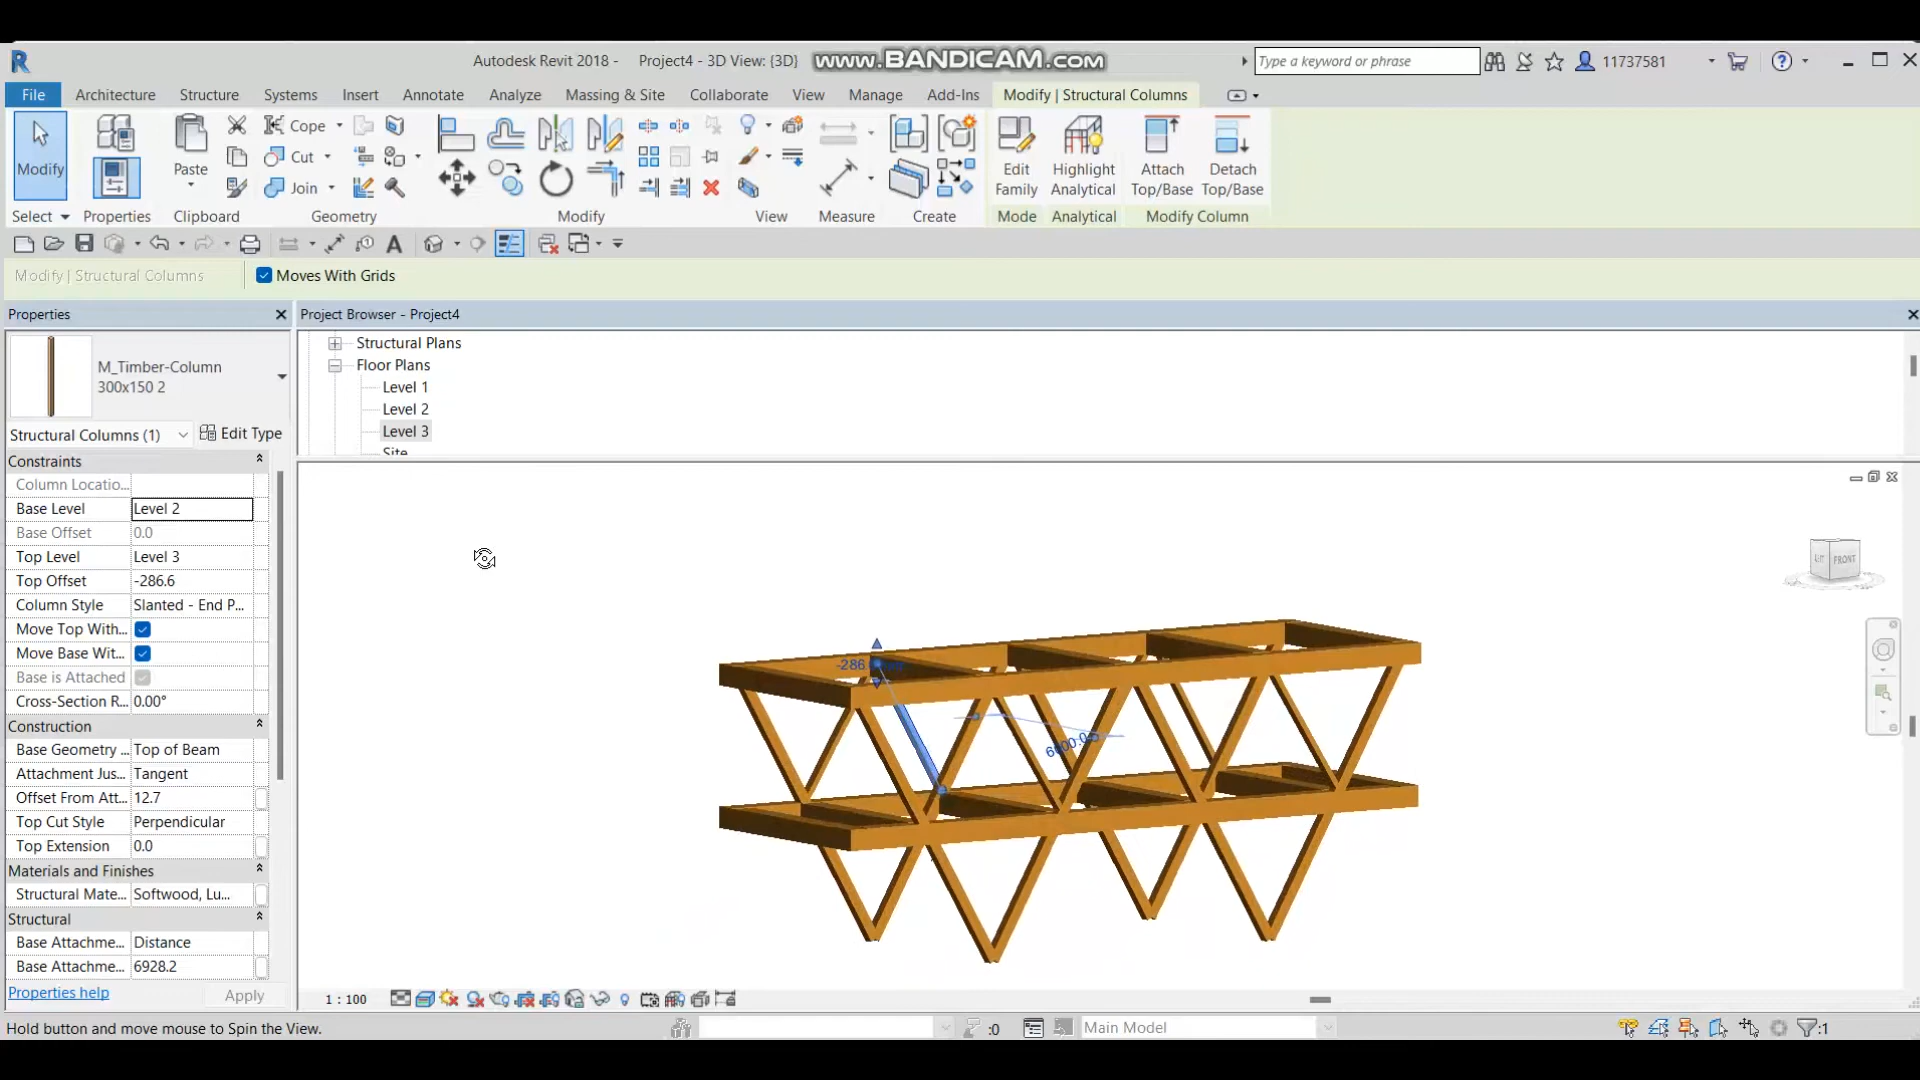 Autodesk Revit 2018 - Project4 - 3D View: {3D}
www.BANDICAM.com
Type a keyword or phrase
11737581
File Architecture Structure Systems Insert Annotate Analyze Massing & Site Collaborate View Manage Add-Ins Modify | Structural Columns
Modify
Paste
Cope
Cut
Join
Edit Family
Highlight Analytical
Attach Top/Base
Detach Top/Base
Select Properties Clipboard Geometry Modify View Measure Create Mode Analytical Modify Column
Modify | Structural Columns
Moves With Grids
Properties
Project Browser - Project4
M_Timber-Column
300x150 2
Structural Columns (1)
Edit Type
Constraints
Column Locatio...
Base Level Level 2
Base Offset 0.0
Top Level Level 3
Top Offset -286.6
Column Style Slanted - End P...
Move Top With...
Move Base Wit...
Base is Attached
Cross-Section R... 0.00°
Construction
Base Geometry ... Top of Beam
Attachment Jus... Tangent
Offset From Att... 12.7
Top Cut Style Perpendicular
Top Extension 0.0
Materials and Finishes
Structural Mate... Softwood, Lu...
Structural
Base Attachme... Distance
Base Attachme... 6928.2
Properties help
Apply
Structural Plans
Floor Plans
Level 1
Level 2
Level 3
Site
FRONT
-286
1 : 100
Hold button and move mouse to Spin the View.
:0
Main Model
:1